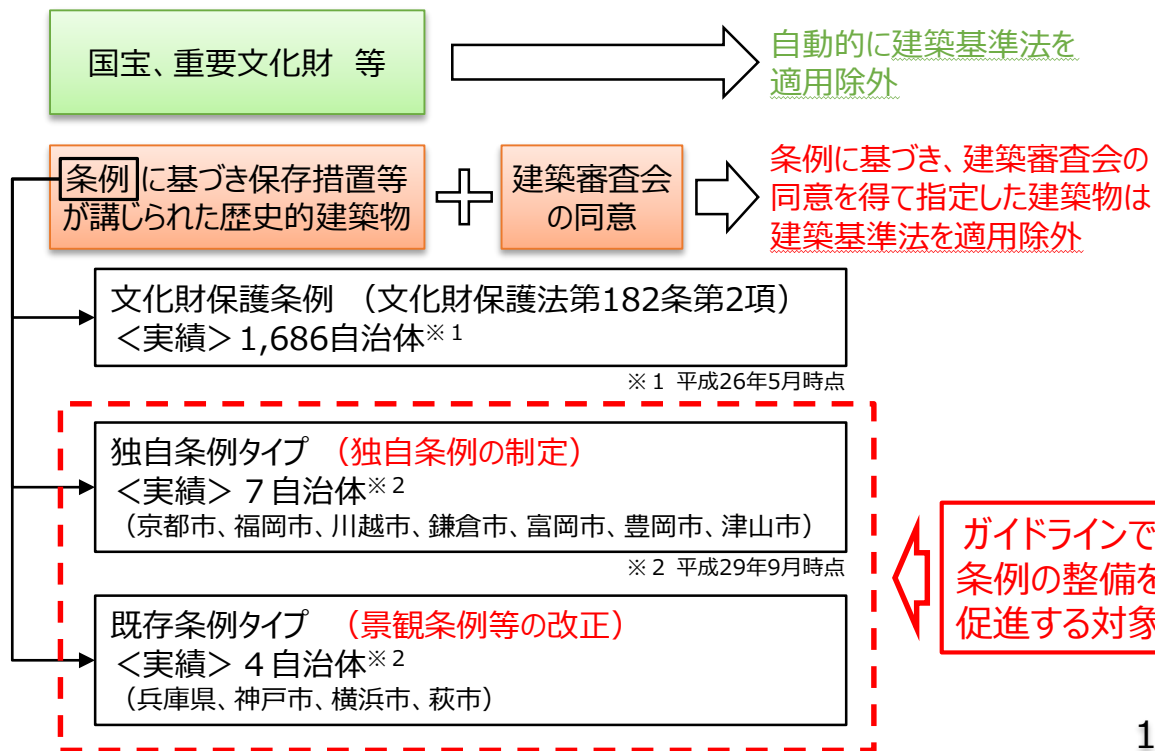 国宝、重要文化財 等
自動的に建築基準法を
適用除外
条例に基づき保存措置等
が講じられた歴史的建築物
建築審査会
の同意
条例に基づき、建築審査会の
同意を得て指定した建築物は
建築基準法を適用除外
文化財保護条例 (文化財保護法第182条第2項)
<実績> 1,686自治体※1
※1 平成26年5月時点
独自条例タイプ (独自条例の制定)
<実績> 7自治体※2
(京都市、福岡市、川越市、鎌倉市、富岡市、豊岡市、津山市)
※2 平成29年9月時点
既存条例タイプ (景観条例等の改正)
<実績> 4自治体※2
(兵庫県、神戸市、横浜市、萩市)
ガイドラインで
条例の整備を
促進する対象
1